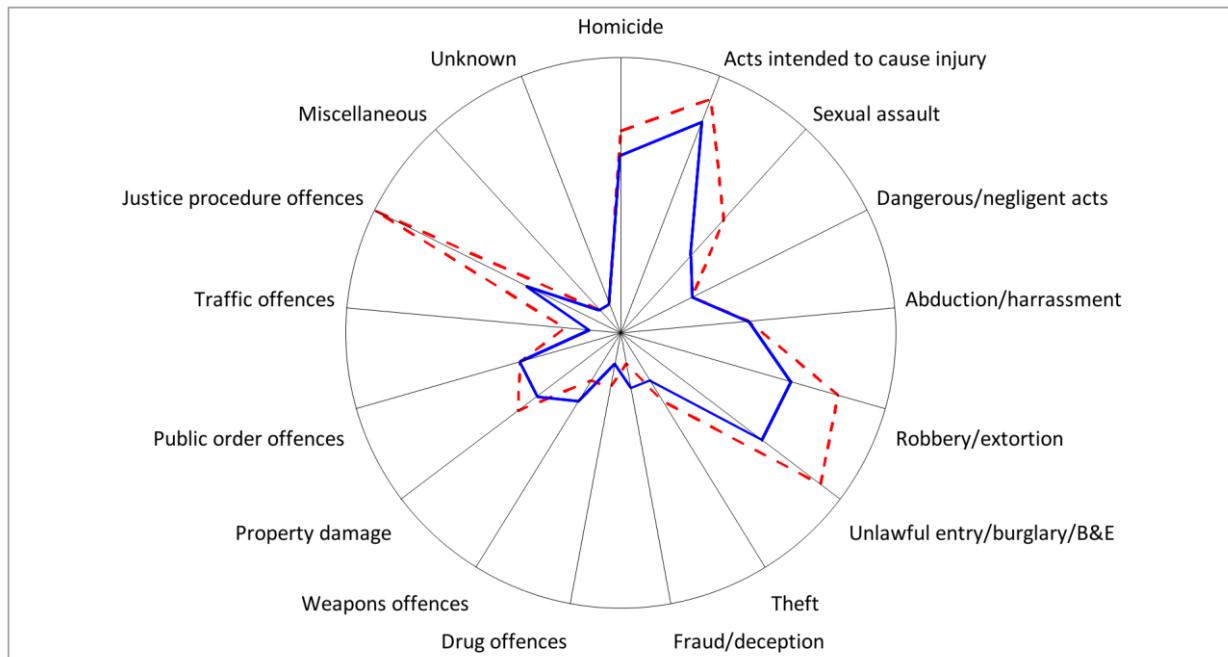 Homicide
Unknown
Acts intended to cause injury
Miscellaneous
Sexual assault
Justice procedure offences
Dangerous/negligent acts
Traffic offences
Abduction/harrassment
Public order offences
Robbery/extortion
Property damage
Unlawful entry/burglary/B&E
Weapons offences
Theft
Drug offences
Fraud/deception